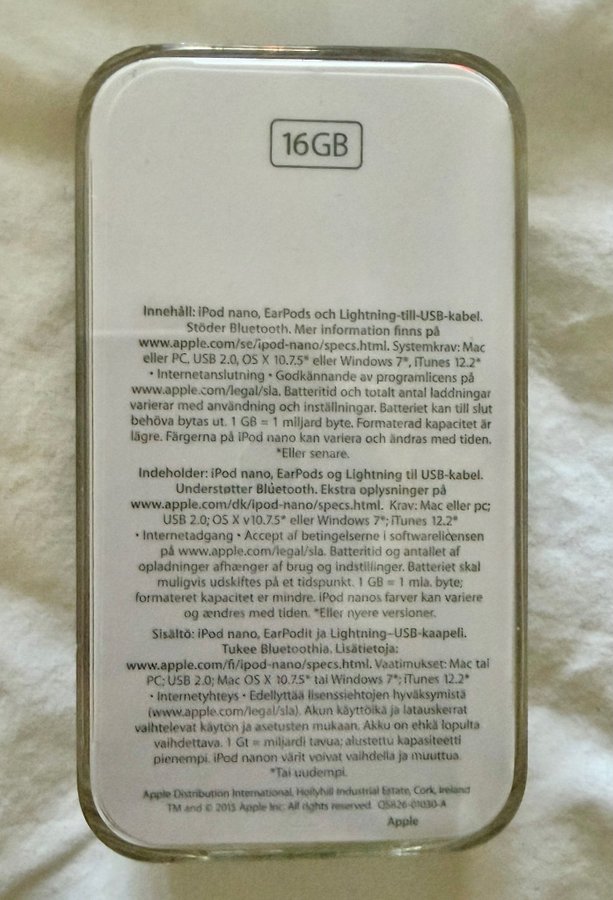 16GB
Innehåll: iPod nano, EarPods och Lightning-till-USB-kabel.
Stöder Bluetooth. Mer information finns på
www.apple.com/se/ipod-nano/specs.html. Systemkrav: Mac
eller PC, USB 2.0, OS X 10.7.5* eller Windows 7*, iTunes 12.2*
• Internetanslutning • Godkännande av programlicens på
www.apple.com/legal/sla. Batteritid och totalt antal laddningar
varierar med användning och inställningar. Batteriet kan till slut
behöva bytas ut. 1 GB = 1 miljard byte. Formaterad kapacitet är
lägre. Färgerna på iPod nano kan variera och ändras med tiden.
*Eller senare.
Indeholder: iPod nano, EarPods og Lightning til USB-kabel.
Understøtter Bluetooth. Ekstra oplysninger på
www.apple.com/dk/ipod-nano/specs.html. Krav: Mac eller pc;
USB 2.0; OS X v10.7.5* eller Windows 7*; iTunes 12.2*
• Internetadgang • Accept af betingelserne i softwarelicensen
på www.apple.com/legal/sla. Batteritid og antallet af
opladninger afhænger af brug og indstillinger. Batteriet skal
muligvis udskiftes på et tidspunkt. 1 GB = 1 mia. byte;
formateret kapacitet er mindre. iPod nanos farver kan variere
og ændres med tiden. *Eller nyere versioner.
Sisältö: iPod nano, EarPodit ja Lightning–USB-kaapeli.
Tukee Bluetoothia. Lisätietoja:
www.apple.com/fi/ipod-nano/specs.html. Vaatimukset: Mac tai
PC; USB 2.0; Mac OS X 10.7.5* tai Windows 7*; iTunes 12.2*
• Internetyhteys • Edellyttää lisenssiehtojen hyväksymistä
(www.apple.com/legal/sla). Akun käyttöikä ja latauskerrat
vaihtelevat käytön ja asetusten mukaan. Akku on ehkä lopulta
vaihdettava. 1 Gt = miljardi tavua; alustettu kapasiteetti
pienempi. iPod nanon värit voivat vaihdella ja muuttua.
*Tai uudempi.
Apple Distribution International, Hollyhill Industrial Estate, Cork, Ireland
TM and © 2015 Apple Inc. All rights reserved. QS826-01030-A
Apple